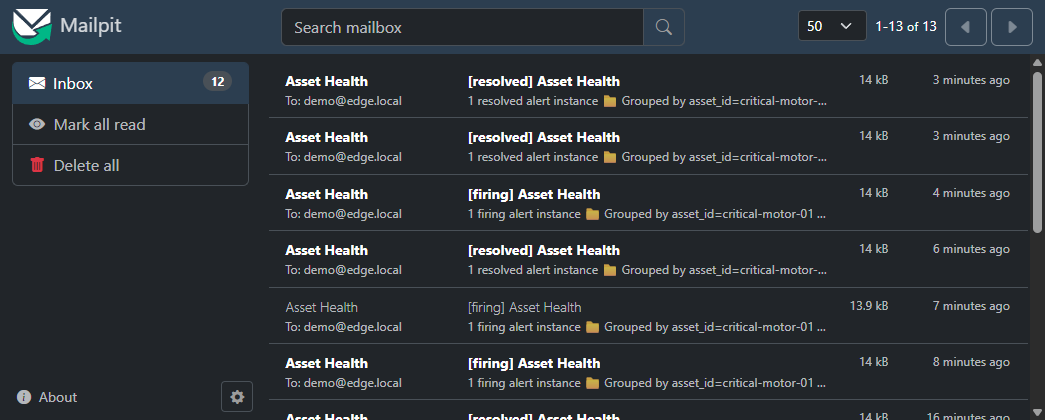 Mailpit
Search mailbox
50
1-13 of 13
Inbox
12
Mark all read
Delete all
Asset Health [resolved] Asset Health 14 kB 3 minutes ago
To: demo@edge.local 1 resolved alert instance 📁 Grouped by asset_id=critical-motor-...
Asset Health [resolved] Asset Health 14 kB 3 minutes ago
To: demo@edge.local 1 resolved alert instance 📁 Grouped by asset_id=critical-motor-...
Asset Health [firing] Asset Health 14 kB 4 minutes ago
To: demo@edge.local 1 firing alert instance 📁 Grouped by asset_id=critical-motor-01 ...
Asset Health [resolved] Asset Health 14 kB 6 minutes ago
To: demo@edge.local 1 resolved alert instance 📁 Grouped by asset_id=critical-motor-...
Asset Health [firing] Asset Health 13.9 kB 7 minutes ago
To: demo@edge.local 1 firing alert instance 📁 Grouped by asset_id=critical-motor-01 ...
Asset Health [firing] Asset Health 14 kB 8 minutes ago
To: demo@edge.local 1 firing alert instance 📁 Grouped by asset_id=critical-motor-01 ...
Asset Health [resolved] Asset Health 14 kB 16 minutes ago
About